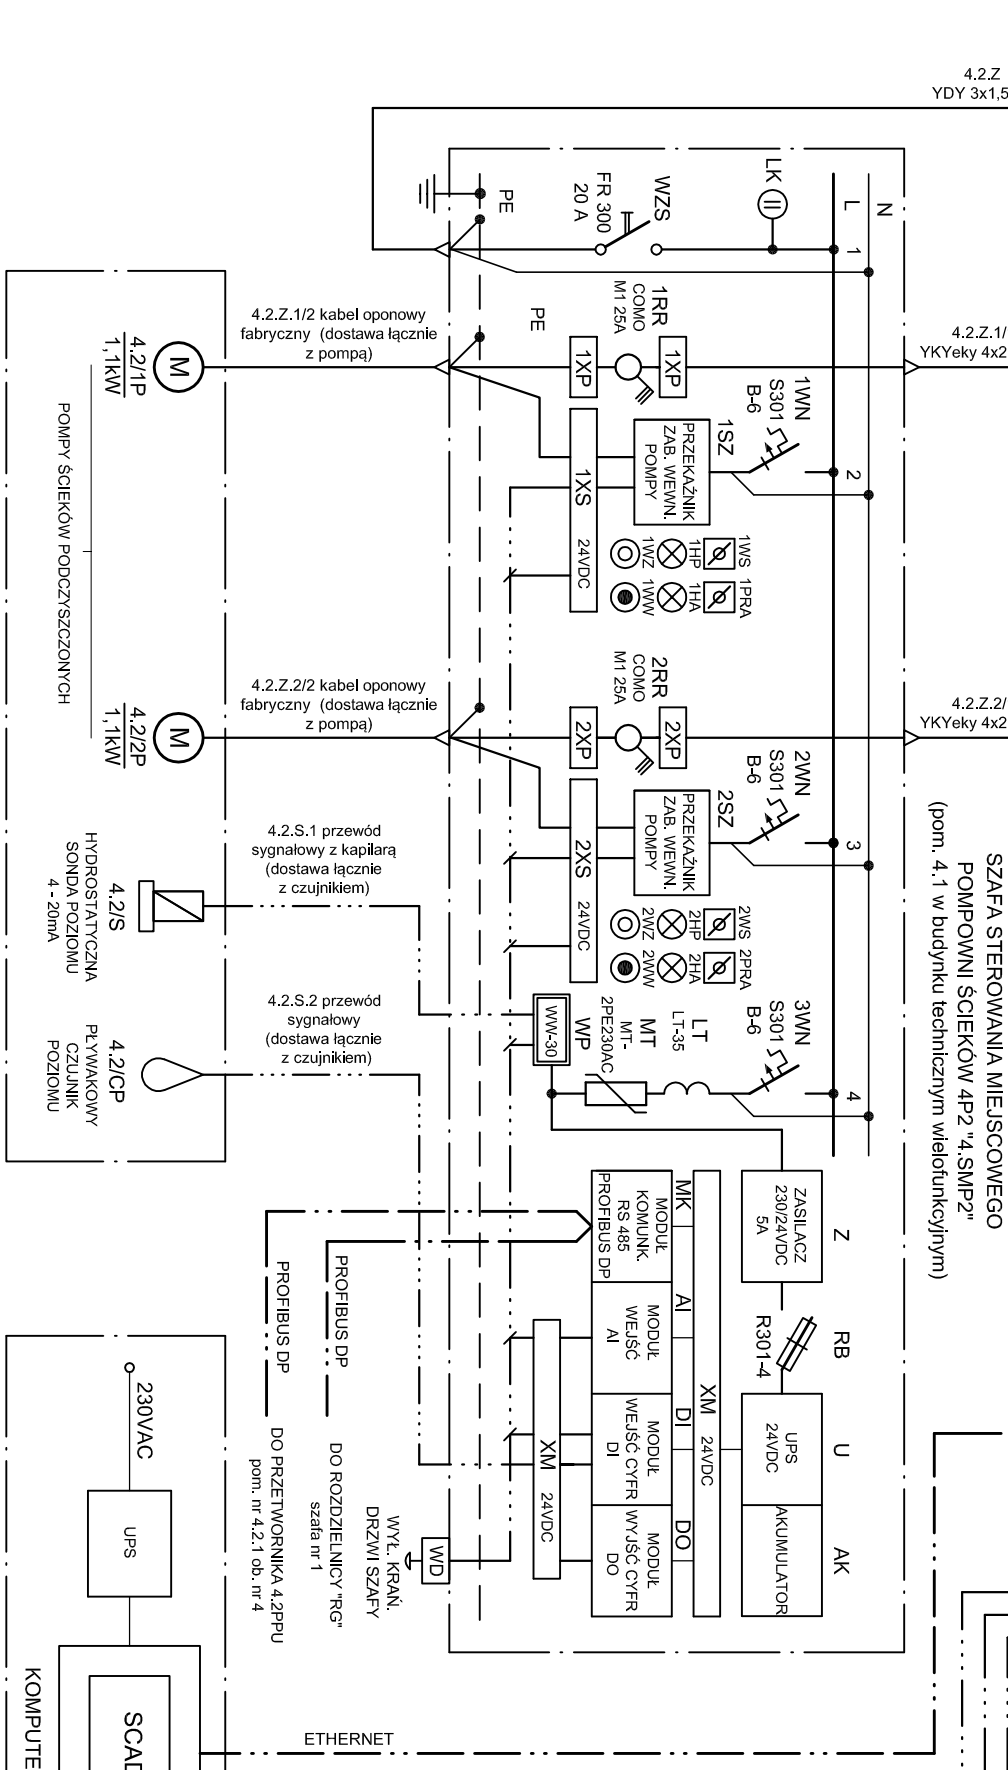 4.2.Z
YDY 3x1,5
N
L
1
LK
WZS
FR 300
20 A
PE
PE
4.2.Z.1/
YKYeky 4x2
4.2.Z.1/2 kabel oponowy
fabryczny (dostawa łącznie
z pompą)
1RR
COMO
M1 25A
1XP
1XP
M
4.2/1P
1,1kW
1WN
S301
B-6
2
1SZ
PRZEKAŹNIK
ZAB. WEWN.
POMPY
1XS
24VDC
1WS
1HP
1WZ
1PRA
1HA
1WW
POMPY ŚCIEKÓW PODCZYSZCZONYCH
4.2.Z.2/
YKYeky 4x2
4.2.Z.2/2 kabel oponowy
fabryczny (dostawa łącznie
z pompą)
2RR
COMO
M1 25A
2XP
2XP
M
4.2/2P
1,1kW
2WN
S301
B-6
3
2SZ
PRZEKAŹNIK
ZAB. WEWN.
POMPY
2XS
24VDC
2WS
2HP
2WZ
2PRA
2HA
2WW
SZAFA STEROWANIA MIEJSCOWEGO
POMPOWNI ŚCIEKÓW 4P2 "4.SMP2"
(pom. 4.1 w budynku technicznym wielofunkcyjnym)
4.2.S.1 przewód
sygnałowy z kapilarą
(dostawa łącznie
z czujnikiem)
4.2/S
HYDROSTATYCZNA
SONDA POZIOMU
4 - 20mA
4.2.S.2 przewód
sygnałowy
(dostawa łącznie
z czujnikiem)
4.2/CP
PŁYWAKOWY
CZUJNIK
POZIOMU
3WN
S301
B-6
4
LT
LT-35
MT
MT-
2PE230AC
WP
WW-30
Z
ZASILACZ
230/24VDC
5A
RB
R301-4
U
UPS
24VDC
AK
AKUMULATOR
XM
24VDC
MK
AI
DI
DO
MODUŁ
KOMUNK.
RS 485
PROFIBUS DP
MODUŁ
WEJŚĆ
AI
MODUŁ
WEJŚĆ CYFR
DI
MODUŁ
WYJŚĆ CYFR
DO
XM
24VDC
PROFIBUS DP
PROFIBUS DP
DO ROZDZIELNICY "RG"
szafa nr 1
DO PRZETWORNIKA 4.2PPU
pom. nr 4.2.1 ob. nr 4
WYŁ. KRAŃ.
DRZWI SZAFY
WD
230VAC
UPS
SCAD
KOMPUTE
ETHERNET